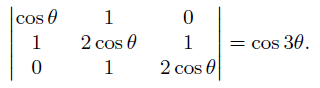 |cos θ 1 0|
|1 2 cos θ 1| = cos 3θ.
|0 1 2 cos θ|